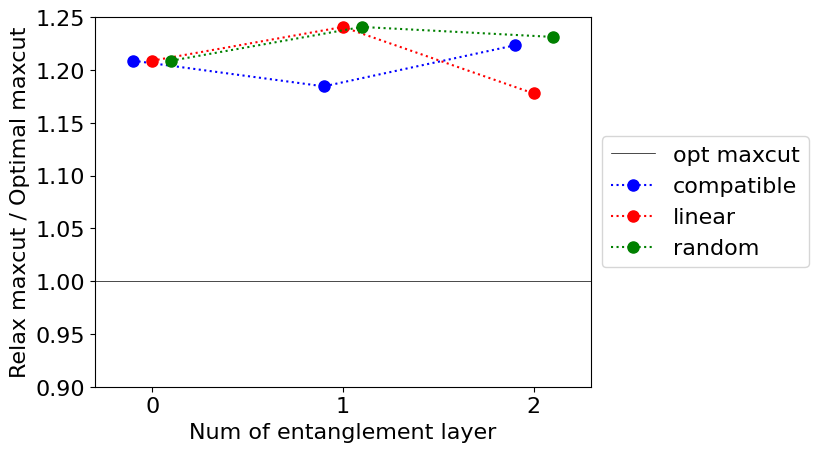 Relax maxcut / Optimal maxcut
1.25
1.20
1.15
1.10
1.05
1.00
0.95
0.90
0
1
2
Num of entanglement layer
opt maxcut
compatible
linear
random